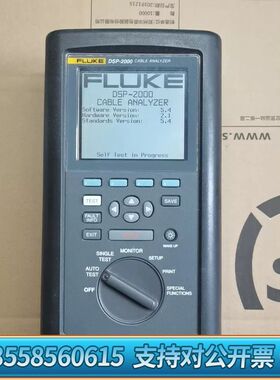 FLUKE DSP-2000 CABLE ANALYZER
FLUKE
DSP-2000
CABLE ANALYZER
Software Version: 5.4
Hardware Version: 2.1
Standards Version: 5.4
Self Test in Progress
TEST
SAVE
FAULT INFO
EXIT
WAKE UP
MONITOR
SINGLE TEST
SETUP
AUTO TEST
PRINT
SPECIAL FUNCTIONS
OFF
3558560615 支持对公开票